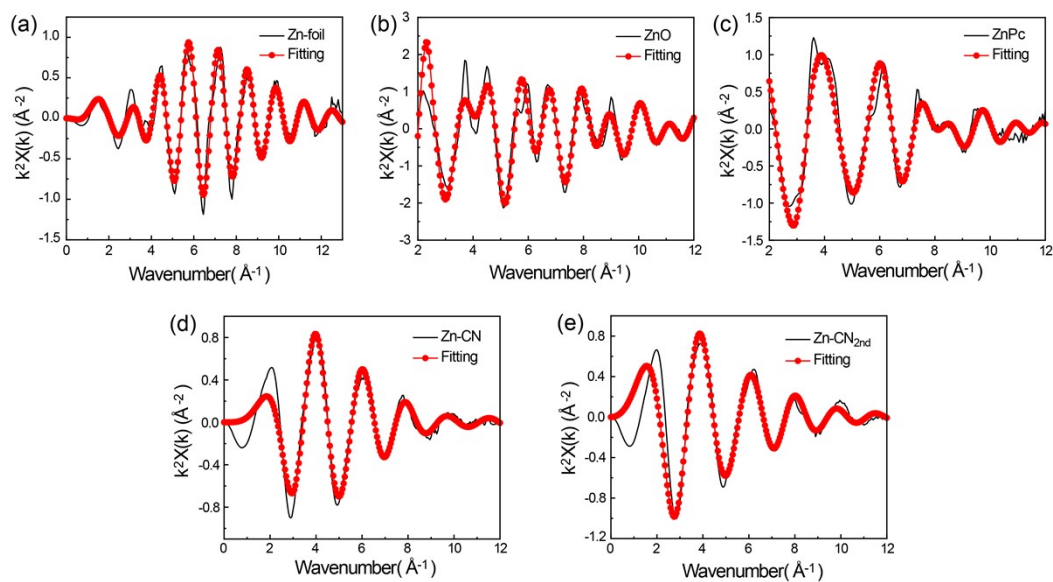 (a)
Zn-foil
Fitting
k²X(k) (Å⁻²)
1.0
0.5
0.0
-0.5
-1.0
-1.5
0 2 4 6 8 10 12
Wavenumber( Å⁻¹)
(b)
ZnO
Fitting
k²X(k) (Å⁻²)
3
2
1
0
-1
-2
-3
2 4 6 8 10 12
Wavenumber( Å⁻¹)
(c)
ZnPc
Fitting
k²X(k) (Å⁻²)
1.5
1.0
0.5
0.0
-0.5
-1.0
-1.5
2 4 6 8 10 12
Wavenumber( Å⁻¹)
(d)
Zn-CN
Fitting
k²X(k) (Å⁻²)
0.8
0.4
0.0
-0.4
-0.8
0 2 4 6 8 10 12
Wavenumber( Å⁻¹)
(e)
Zn-CN₂ₙd
Fitting
k²X(k) (Å⁻²)
0.8
0.4
0.0
-0.4
-0.8
-1.2
0 2 4 6 8 10 12
Wavenumber( Å⁻¹)